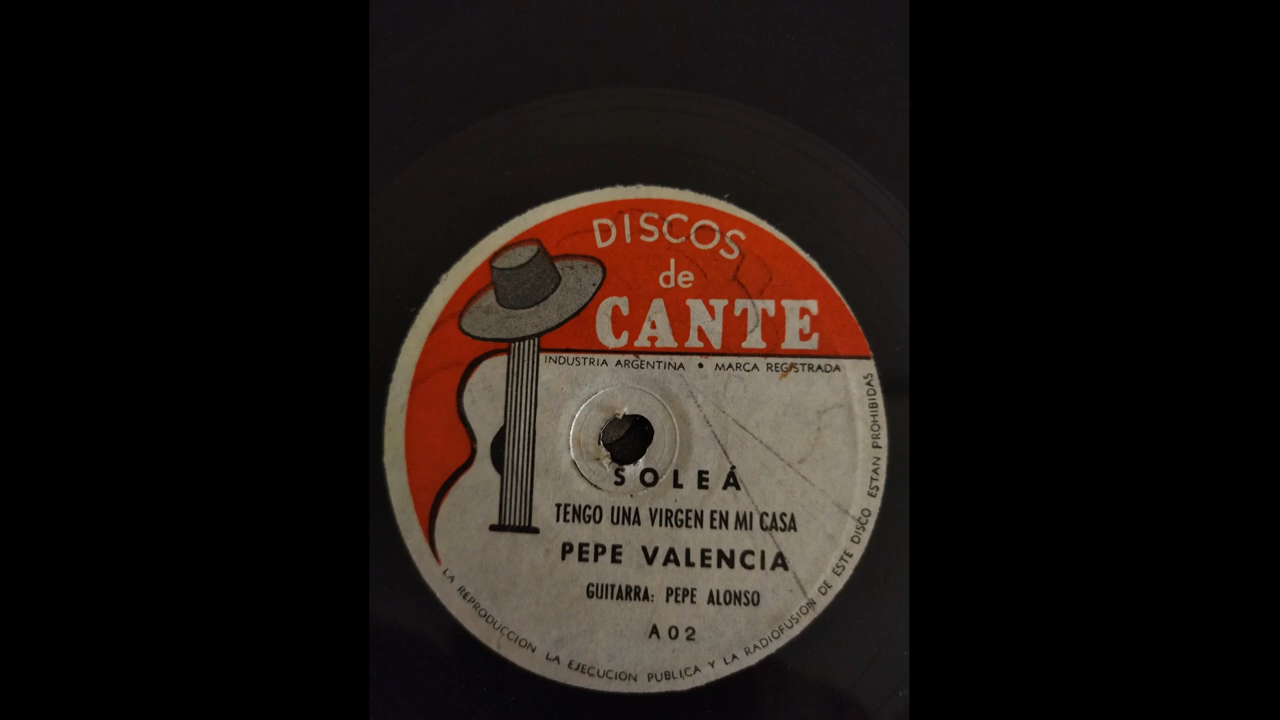 DISCOS
de
CANTE
INDUSTRIA ARGENTINA • MARCA REGISTRADA
SOLEÁ
TENGO UNA VIRGEN EN MI CASA
PEPE VALENCIA
GUITARRA: PEPE ALONSO
A02
LA REPRODUCCION LA EJECUCION PUBLICA Y LA RADIOFUSION DE ESTE DISCO ESTAN PROHIBIDAS